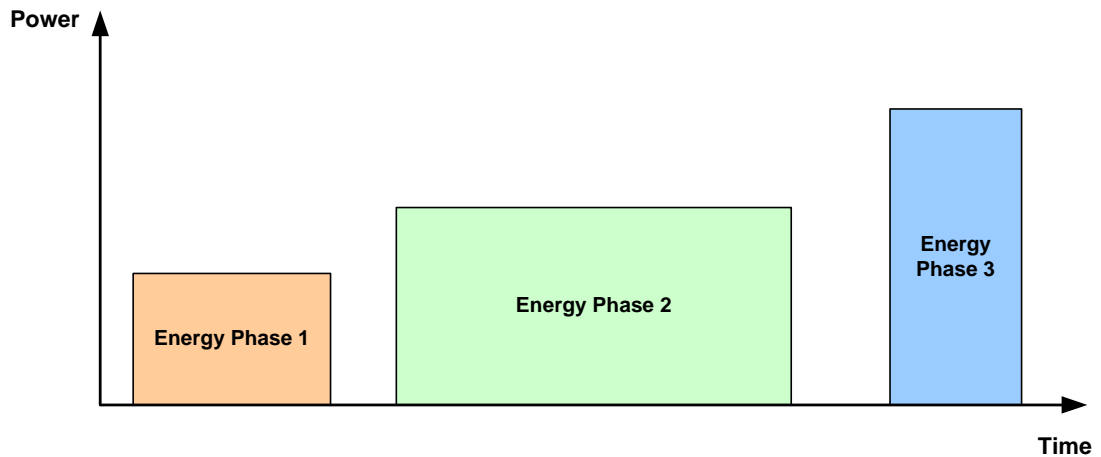 Power
Energy Phase 1
Energy Phase 2
Energy
Phase 3
Time